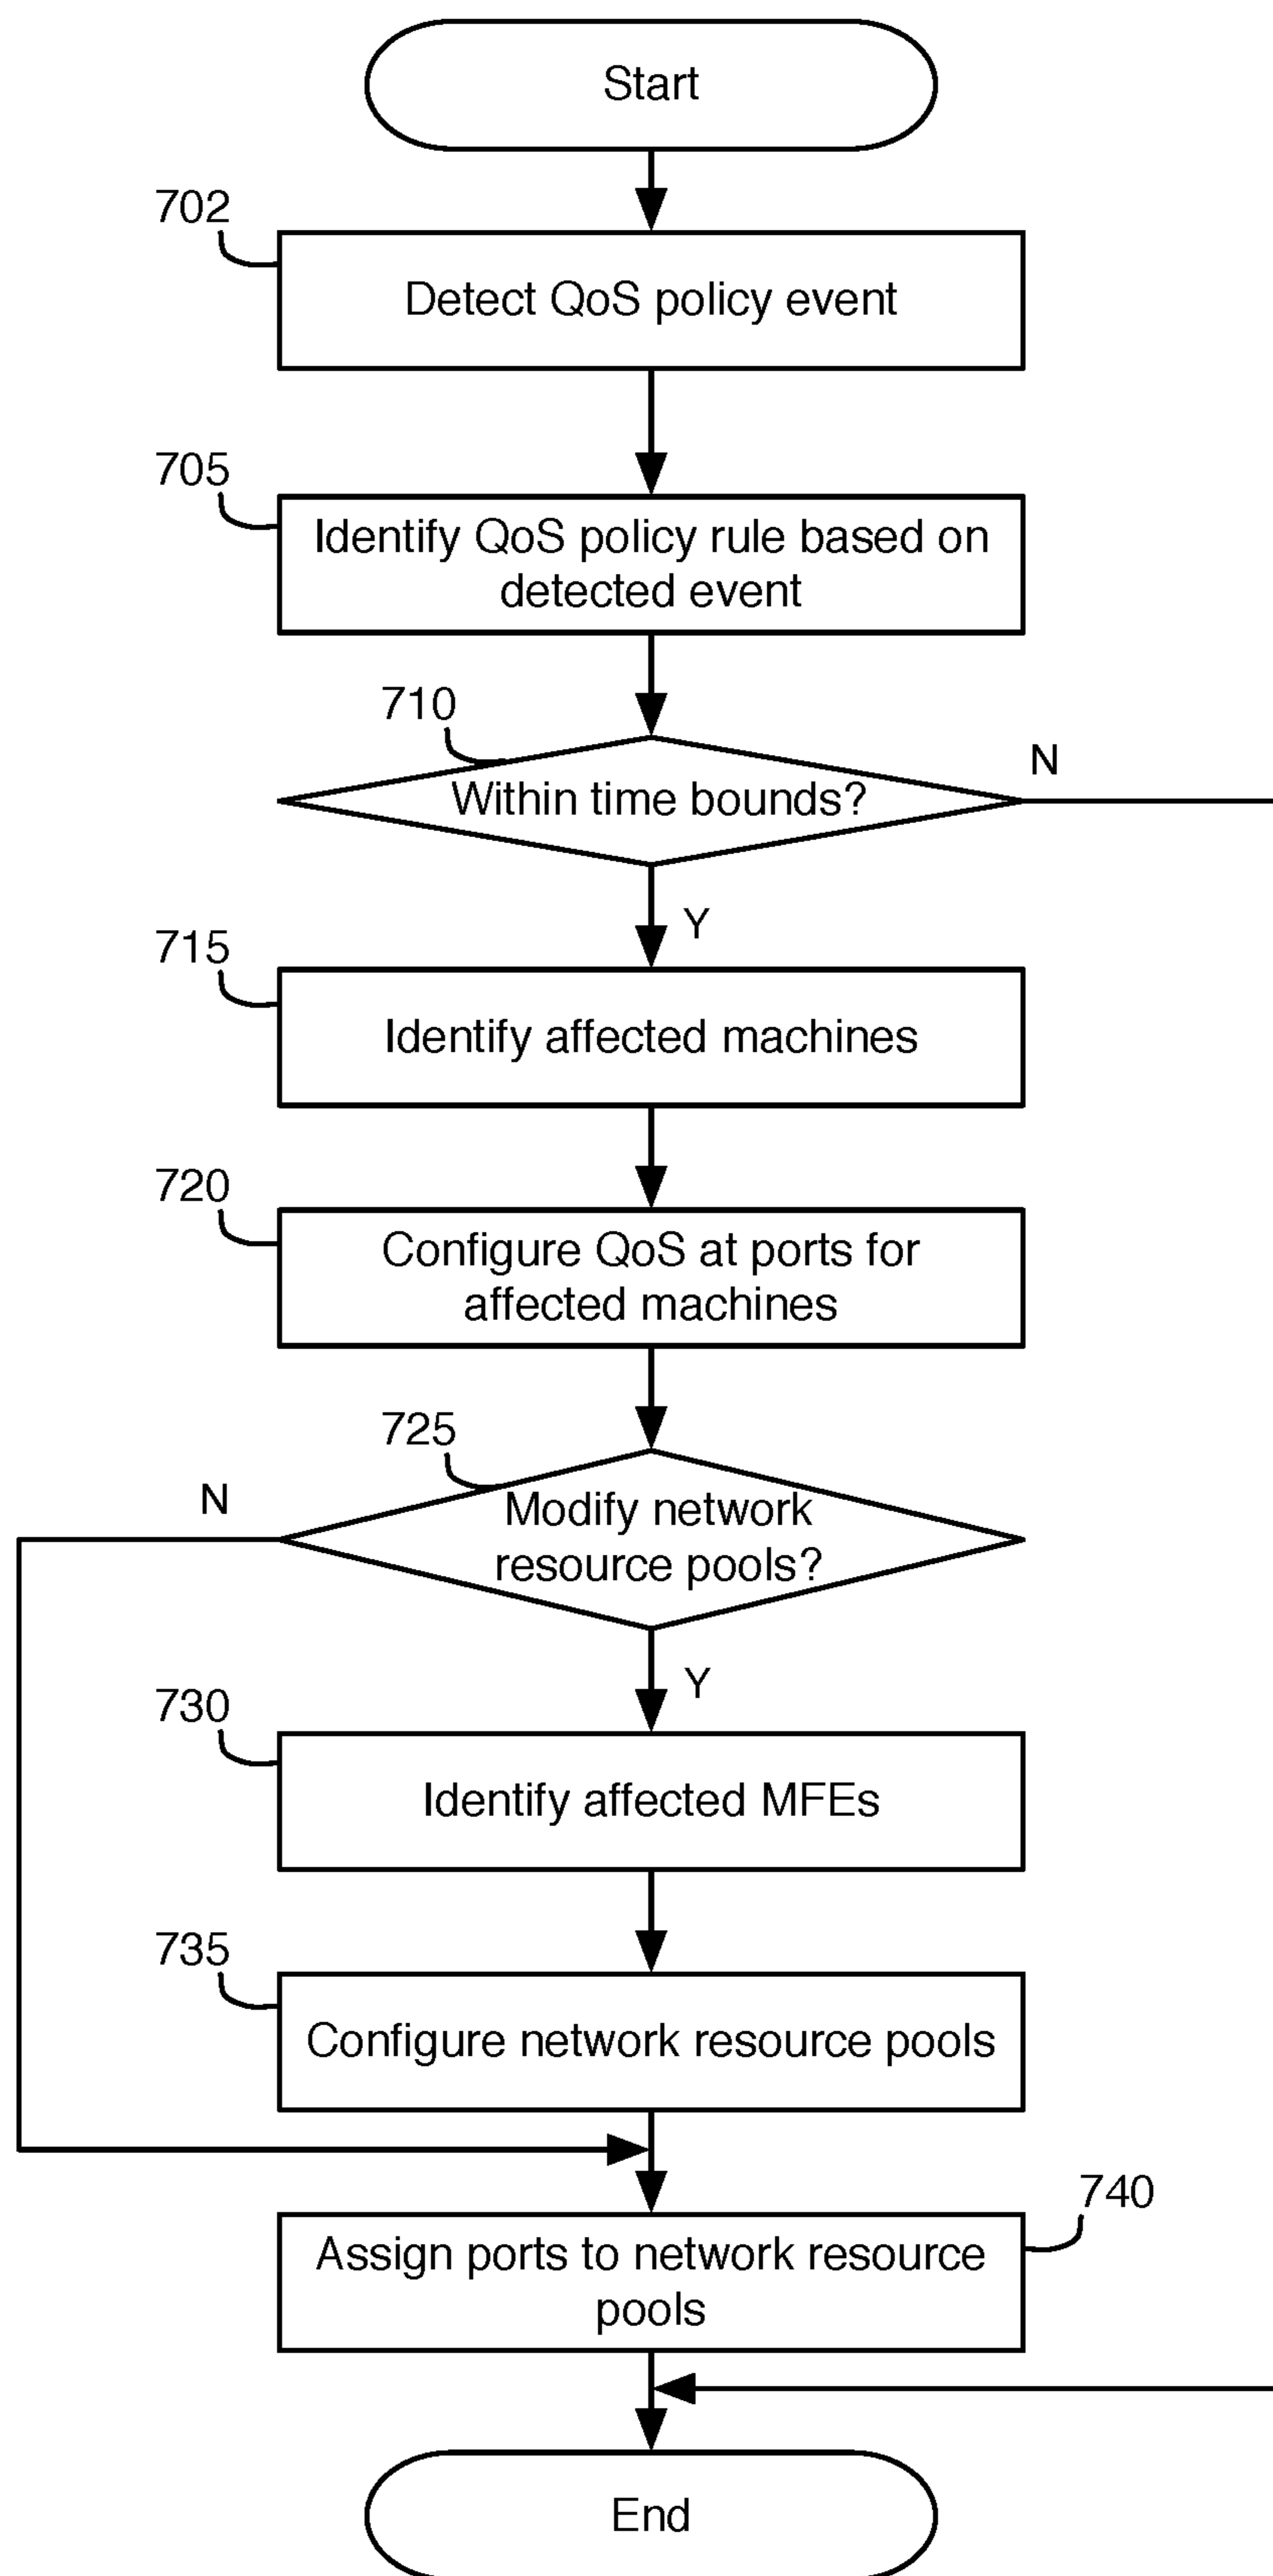 Start
702
Detect QoS policy event
705
Identify QoS policy rule based on
detected event
710
N
Within time bounds?
Y
715
Identify affected machines
720
Configure QoS at ports for
affected machines
725
N
Modify network
resource pools?
Y
730
Identify affected MFEs
735
Configure network resource pools
740
Assign ports to network resource
pools
End